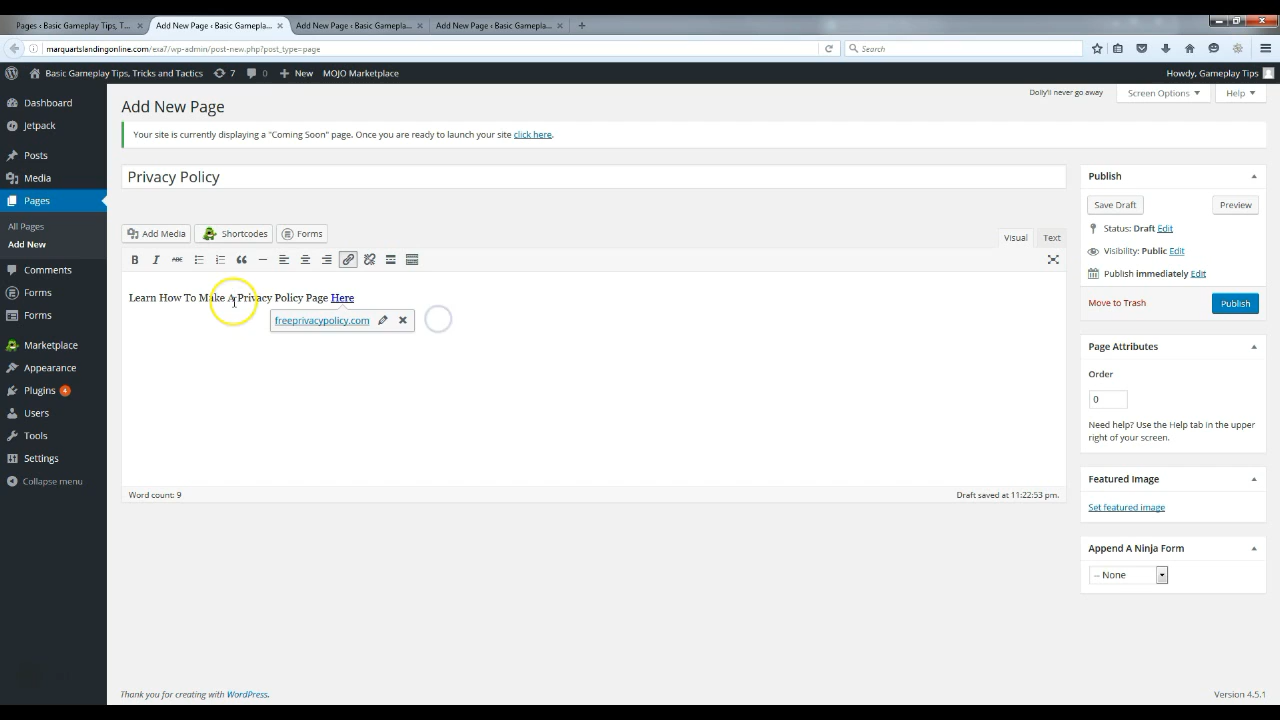 Pages ‹ Basic Gameplay Tips, T...
Add New Page ‹ Basic Gamepla...
Add New Page ‹ Basic Gamepla...
Add New Page ‹ Basic Gamepla...
marquartslandingonline.com/exa7/wp-admin/post-new.php?post_type=page
Search
Basic Gameplay Tips, Tricks and Tactics
7
0
New
MOJO Marketplace
Howdy, Gameplay Tips
Dashboard
Jetpack
Posts
Media
Pages
All Pages
Add New
Comments
Forms
Forms
Marketplace
Appearance
Plugins 4
Users
Tools
Settings
Collapse menu
Dolly'll never go away
Screen Options
Help
Add New Page
Your site is currently displaying a "Coming Soon" page. Once you are ready to launch your site click here.
Privacy Policy
Add Media
Shortcodes
Forms
Visual
Text
B I ABC
Learn How To Make A Privacy Policy Page Here
freeprivacypolicy.com
Word count: 9
Draft saved at 11:22:53 pm.
Publish
Save Draft
Preview
Status: Draft Edit
Visibility: Public Edit
Publish immediately Edit
Move to Trash
Publish
Page Attributes
Order
0
Need help? Use the Help tab in the upper
right of your screen.
Featured Image
Set featured image
Append A Ninja Form
-- None
Thank you for creating with WordPress.
Version 4.5.1